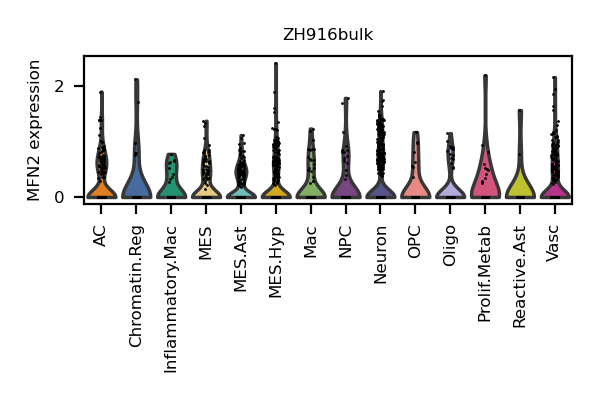 ZH916bulk
MFN2 expression
2
0
AC
Chromatin.Reg
Inflammatory.Mac
MES
MES.Ast
MES.Hyp
Mac
NPC
Neuron
OPC
Oligo
Prolif.Metab
Reactive.Ast
Vasc